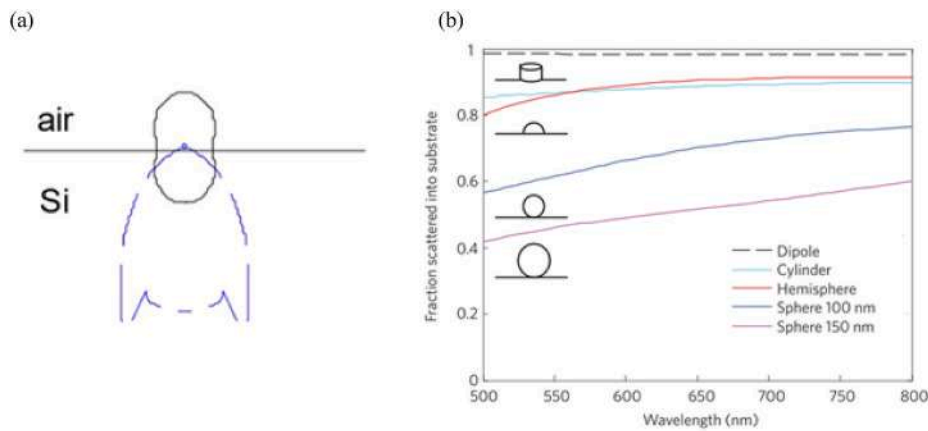 (a)
air
Si
(b)
Fraction scattered into substrate
1
0.8
0.6
0.4
0.2
0
500
550
600
650
700
750
800
Wavelength (nm)
Dipole
Cylinder
Hemisphere
Sphere 100 nm
Sphere 150 nm